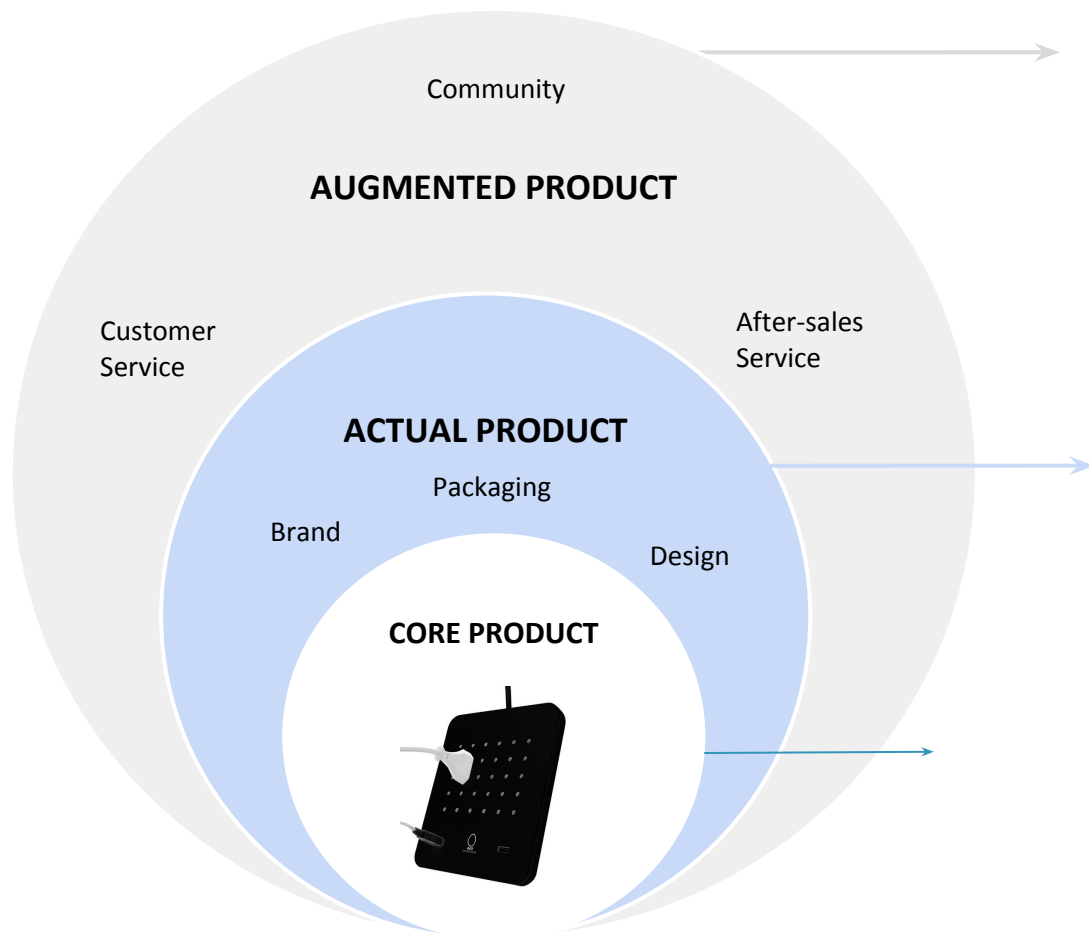 Community
AUGMENTED PRODUCT
Customer
Service
After-sales
Service
ACTUAL PRODUCT
Packaging
Brand
Design
CORE PRODUCT